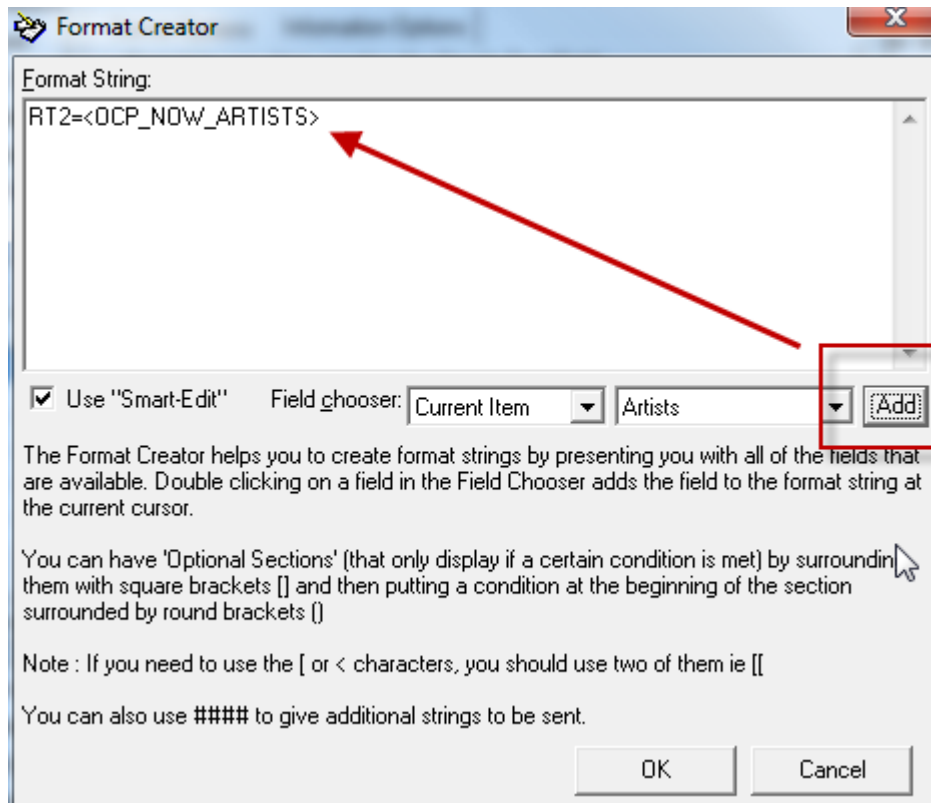 Format Creator
Information Options
Format String:
RT2=<OCP_NOW_ARTISTS>
Use "Smart-Edit" Field chooser: Current Item Artists Add
The Format Creator helps you to create format strings by presenting you with all of the fields that
are available. Double clicking on a field in the Field Chooser adds the field to the format string at
the current cursor.
You can have 'Optional Sections' (that only display if a certain condition is met) by surroundin
them with square brackets [] and then putting a condition at the beginning of the section
surrounded by round brackets ()
Note : If you need to use the [ or < characters, you should use two of them ie [[
You can also use #### to give additional strings to be sent.
OK Cancel